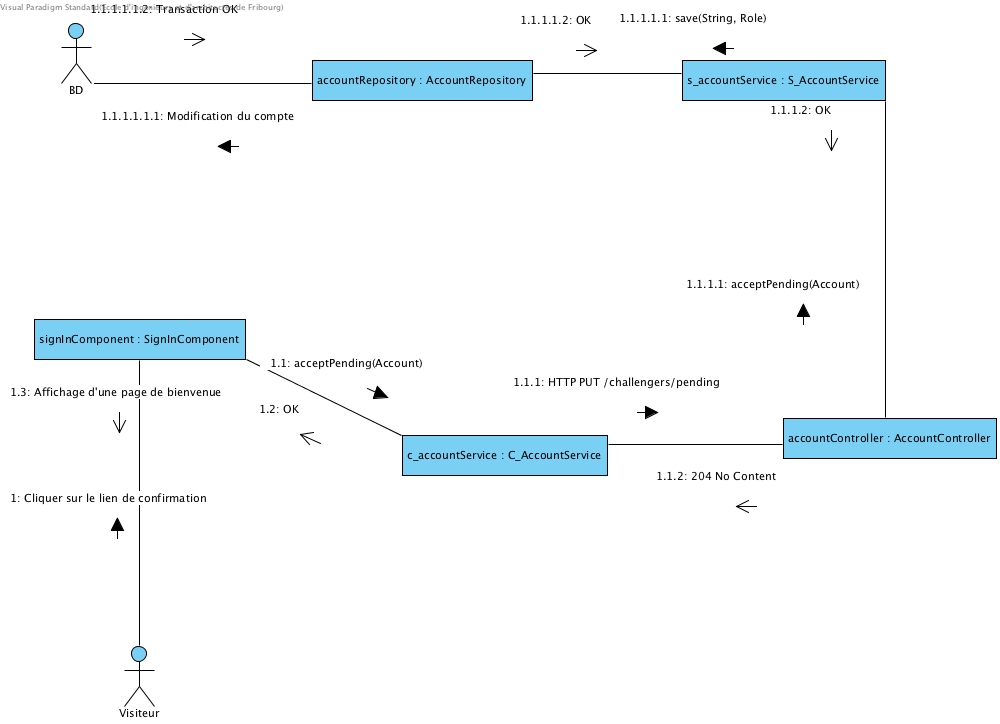 Visual Paradigm Standard(Ecole d'ingénieurs et d'architectes de Fribourg)
1.1.1.1.1.2: Transaction OK
1.1.1.1.2: OK
1.1.1.1.1: save(String, Role)
BD
accountRepository : AccountRepository
s_accountService : S_AccountService
1.1.1.1.1.1: Modification du compte
1.1.1.2: OK
1.1.1.1: acceptPending(Account)
signInComponent : SignInComponent
1.1: acceptPending(Account)
1.1.1: HTTP PUT /challengers/pending
1.3: Affichage d'une page de bienvenue
1.2: OK
accountController : AccountController
c_accountService : C_AccountService
1.1.2: 204 No Content
1: Cliquer sur le lien de confirmation
Visiteur